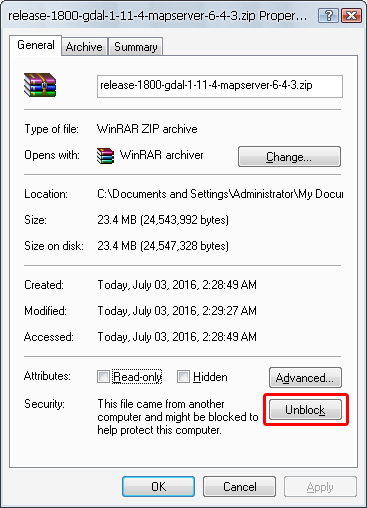 release-1800-gdal-1-11-4-mapserver-6-4-3.zip Proper...
General Archive Summary
release-1800-gdal-1-11-4-mapserver-6-4-3.zip
Type of file: WinRAR ZIP archive
Opens with: WinRAR archiver Change...
Location: C:\Documents and Settings\Administrator\My Docu
Size: 23.4 MB (24,543,992 bytes)
Size on disk: 23.4 MB (24,547,328 bytes)
Created: Today, July 03, 2016, 2:28:49 AM
Modified: Today, July 03, 2016, 2:29:27 AM
Accessed: Today, July 03, 2016, 2:28:49 AM
Attributes: Read-only Hidden Advanced...
Security: This file came from another
computer and might be blocked to
help protect this computer.
Unblock
OK Cancel Apply